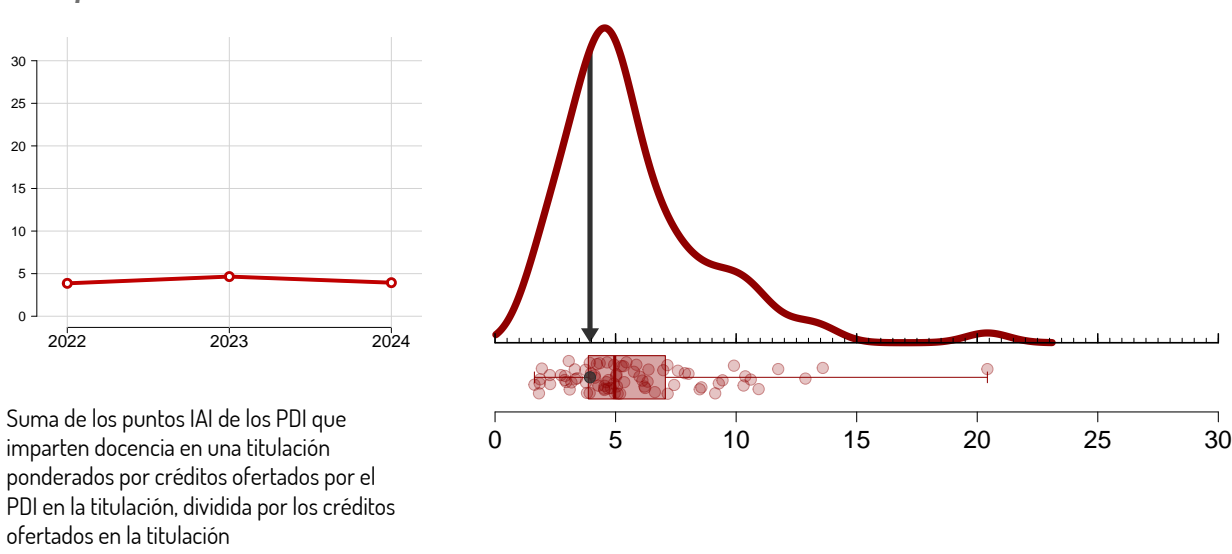 30
25
20
15
10
5
0
2022 2023 2024
0 5 10 15 20 25 30
Suma de los puntos IAI de los PDI que
imparten docencia en una titulación
ponderados por créditos ofertados por el
PDI en la titulación, dividida por los créditos
ofertados en la titulación